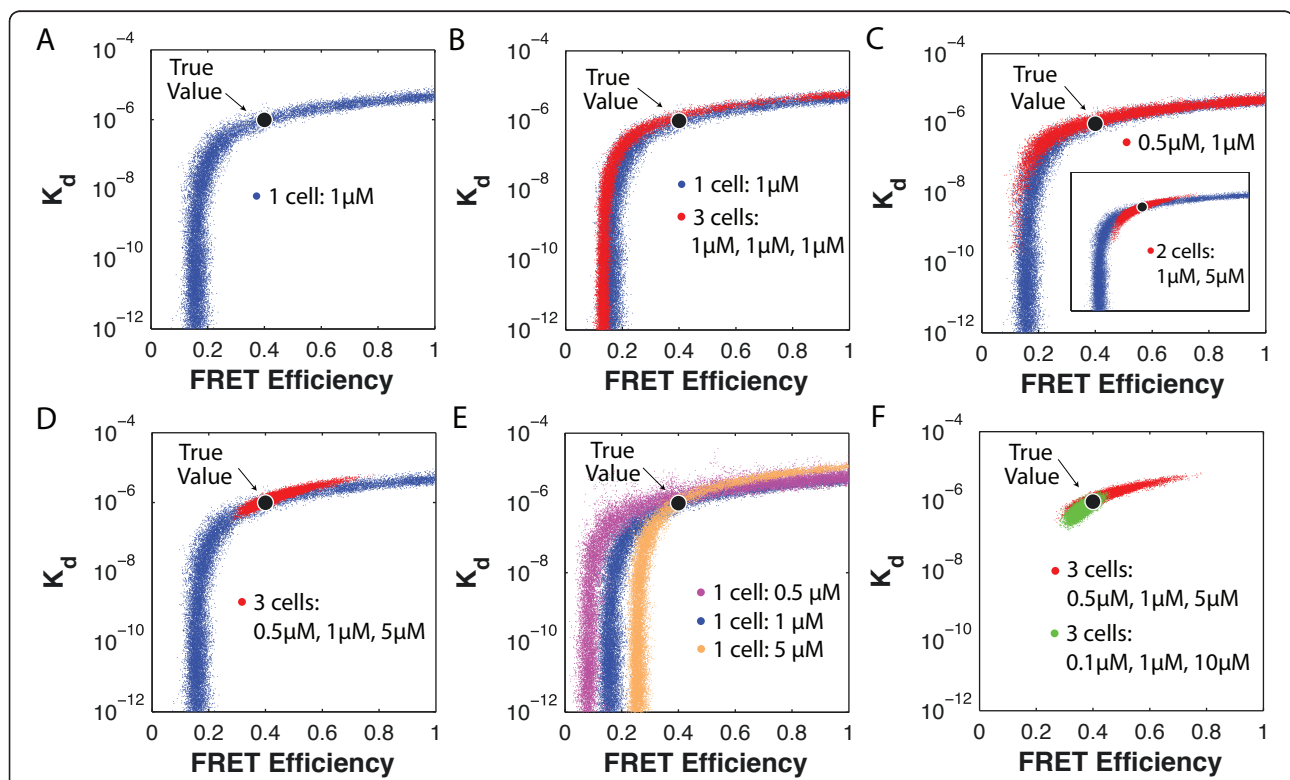 A
10⁻⁴
10⁻⁶
10⁻⁸
10⁻¹⁰
10⁻¹²
K_d
True
Value
1 cell: 1μM
0 0.2 0.4 0.6 0.8 1
FRET Efficiency
B
10⁻⁴
10⁻⁶
10⁻⁸
10⁻¹⁰
10⁻¹²
K_d
True
Value
1 cell: 1μM
3 cells:
1μM, 1μM, 1μM
0 0.2 0.4 0.6 0.8 1
FRET Efficiency
C
10⁻⁴
10⁻⁶
10⁻⁸
10⁻¹⁰
10⁻¹²
K_d
True
Value
0.5μM, 1μM
2 cells:
1μM, 5μM
0 0.2 0.4 0.6 0.8 1
FRET Efficiency
D
10⁻⁴
10⁻⁶
10⁻⁸
10⁻¹⁰
10⁻¹²
K_d
True
Value
3 cells:
0.5μM, 1μM, 5μM
0 0.2 0.4 0.6 0.8 1
FRET Efficiency
E
10⁻⁴
10⁻⁶
10⁻⁸
10⁻¹⁰
10⁻¹²
K_d
True
Value
1 cell: 0.5 μM
1 cell: 1 μM
1 cell: 5 μM
0 0.2 0.4 0.6 0.8 1
FRET Efficiency
F
10⁻⁴
10⁻⁶
10⁻⁸
10⁻¹⁰
10⁻¹²
K_d
True
Value
3 cells:
0.5μM, 1μM, 5μM
3 cells:
0.1μM, 1μM, 10μM
0 0.2 0.4 0.6 0.8 1
FRET Efficiency